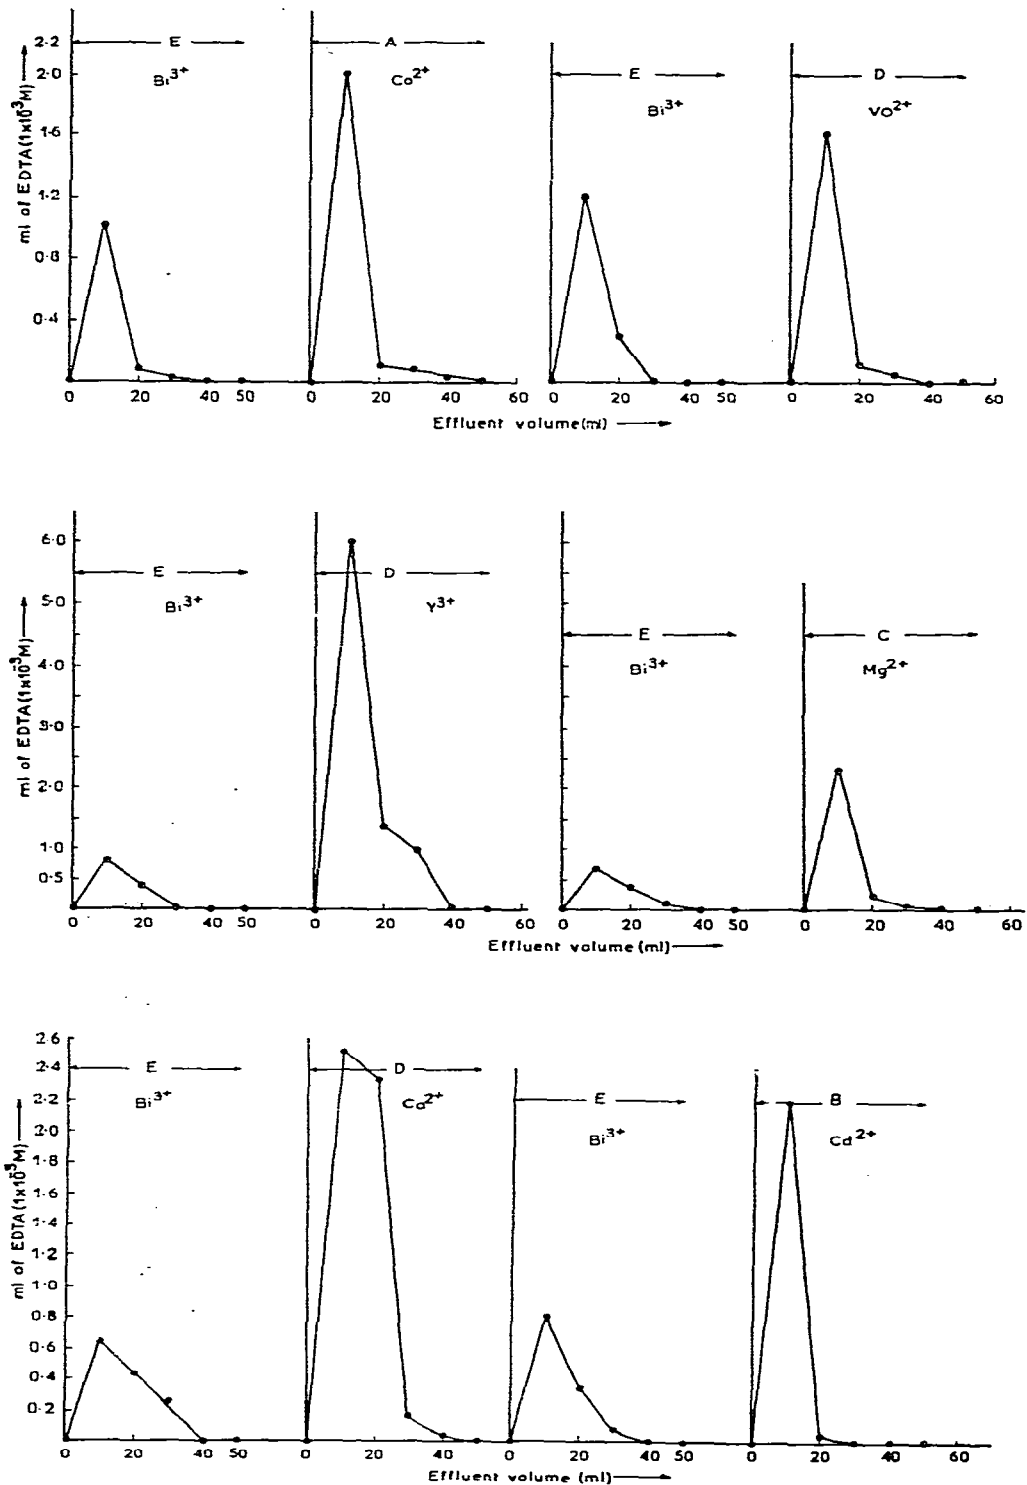 E A E D
Bi3+ Co2+ Bi3+ VO2+
ml of EDTA (1x10-3M)
2·2
2·0
1·6
1·2
0·8
0·4
0 20 40 50 0 20 40 60 0 20 40 50 0 20 40 60
Effluent volume(ml)
E D E C
Bi3+ Y3+ Bi3+ Mg2+
ml of EDTA (1x10-3M)
6·0
5·0
4·0
3·0
2·0
1·0
0·5
0 20 40 50 0 20 40 60 0 20 40 50 0 20 40 60
Effluent volume (ml)
E D E B
Bi3+ Ca2+ Bi3+ Cd2+
ml of EDTA (1x10-3M)
2·6
2·4
2·2
2·0
1·8
1·6
1·4
1·2
1·0
0·8
0·6
0·4
0·2
0 20 40 50 0 20 40 60 0 20 40 50 0 20 40 60
Effluent volume (ml)